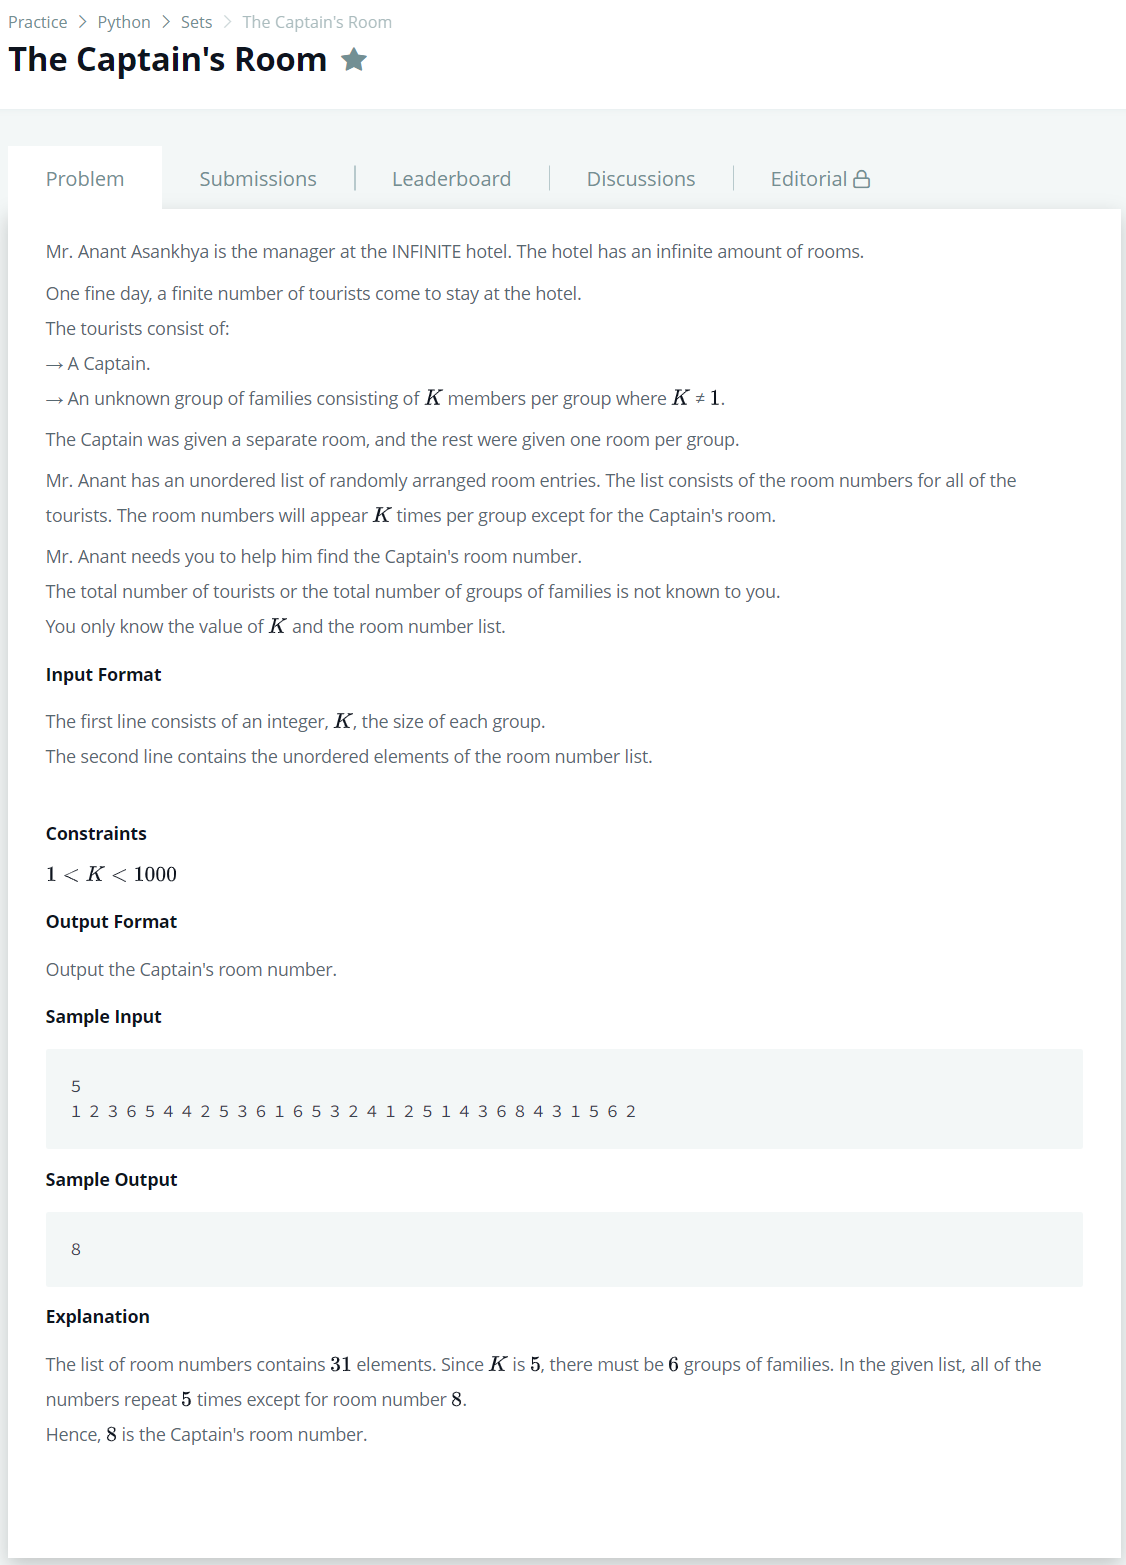 Practice > Python > Sets > The Captain's Room
The Captain's Room
Problem
Submissions
Leaderboard
Discussions
Editorial
Mr. Anant Asankhya is the manager at the INFINITE hotel. The hotel has an infinite amount of rooms.
One fine day, a finite number of tourists come to stay at the hotel.
The tourists consist of:
→ A Captain.
→ An unknown group of families consisting of K members per group where K ≠ 1.
The Captain was given a separate room, and the rest were given one room per group.
Mr. Anant has an unordered list of randomly arranged room entries. The list consists of the room numbers for all of the
tourists. The room numbers will appear K times per group except for the Captain's room.
Mr. Anant needs you to help him find the Captain's room number.
The total number of tourists or the total number of groups of families is not known to you.
You only know the value of K and the room number list.
Input Format
The first line consists of an integer, K, the size of each group.
The second line contains the unordered elements of the room number list.
Constraints
1 < K < 1000
Output Format
Output the Captain's room number.
Sample Input
5
1 2 3 6 5 4 4 2 5 3 6 1 6 5 3 2 4 1 2 5 1 4 3 6 8 4 3 1 5 6 2
Sample Output
8
Explanation
The list of room numbers contains 31 elements. Since K is 5, there must be 6 groups of families. In the given list, all of the
numbers repeat 5 times except for room number 8.
Hence, 8 is the Captain's room number.